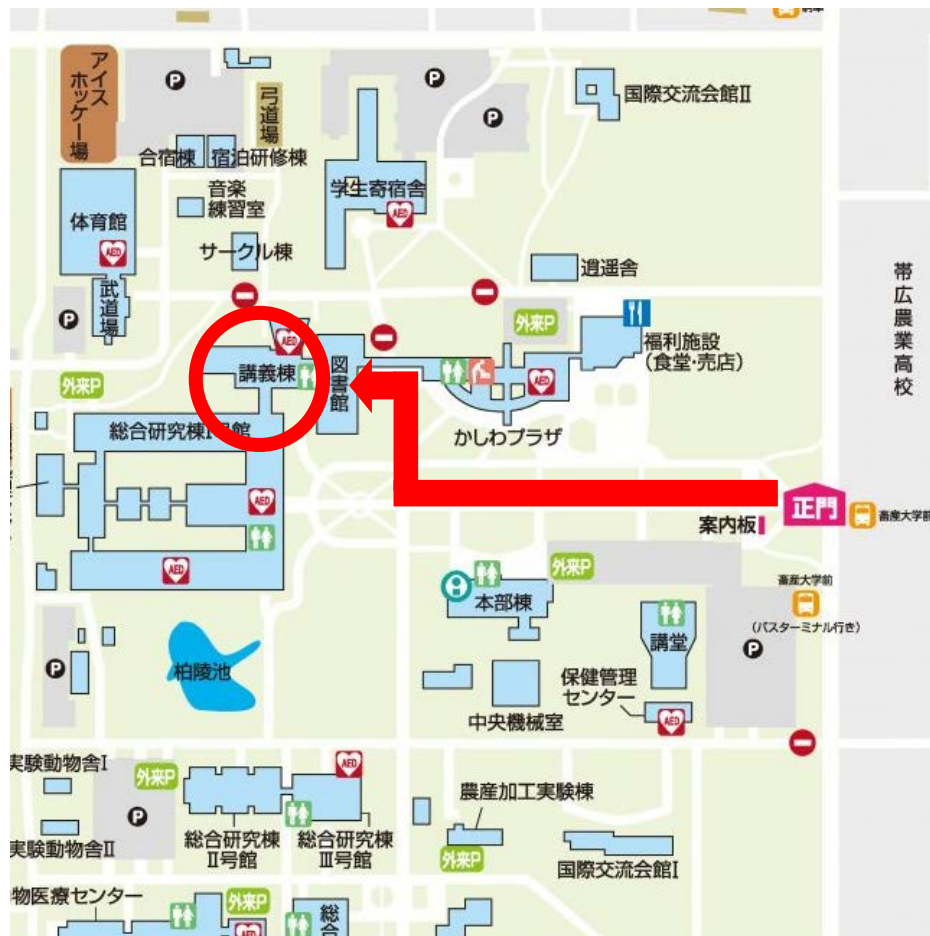 アイス
ホッケー場
P
弓道場
P
P
国際交流会館Ⅱ
合宿棟
宿泊研修棟
音楽
練習室
学生寄宿舎
AED
体育館
AED
サークル棟
逍遥舎
武道場
P
外来P
福利施設
(食堂・売店)
帯広農業高校
AED
講義棟
図書館
外来P
AED
かしわプラザ
総合研究棟Ⅰ号館
AED
AED
正門
案内板
畜産大学前
外来P
本部棟
畜産大学前
(バスターミナル行き)
講堂
P
P
柏陵池
中央機械室
保健管理
センター
AED
実験動物舎Ⅰ
外来P
AED
P
農産加工実験棟
実験動物舎Ⅱ
総合研究棟
Ⅱ号館
総合研究棟
Ⅲ号館
外来P
国際交流会館Ⅰ
物医療センター
外来P
AED
総合